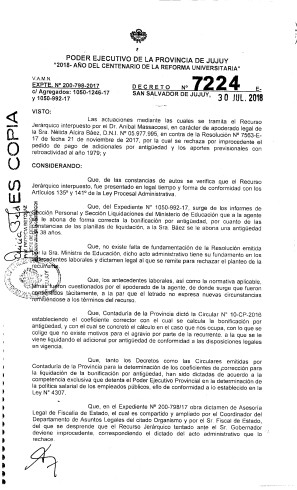 PODER EJECUTIVO DE LA PROVINCIA DE JUJUY
"2018- AÑO DEL CENTENARIO DE LA REFORMA UNIVERSITARIA"
V.A.M.N
EXPTE. Nº 200-798-2017
c/ Agregados: 1050-1246-17
y 1050-992-17
DECRETO Nº 7224 E.-
SAN SALVADOR DE JUJUY, 30 JUL. 2018
VISTO:
Las actuaciones mediante las cuales se tramita el Recurso
Jerárquico interpuesto por el Dr. Aníbal Massaccesi, en carácter de apoderado legal de
la Sra. Nélida Alcira Báez, D.N.I. Nº 05.977.995, en contra de la Resolución Nº 7563-E-
17 de fecha 21 de noviembre de 2017, por la cual se rechaza por improcedente el
pedido de pago de adicionales por antigüedad y los aportes previsionales con
retroactividad al año 1979; y
CONSIDERANDO:
Que, de las constancias de autos se verifica que el Recurso
Jerárquico interpuesto, fue presentado en legal tiempo y forma de conformidad con los
Artículos 135º y 141º de la Ley Procesal Administrativa.
Que, del Expediente Nº 1050-992-17, surge de los informes de
Sección Personal y Sección Liquidaciones del Ministerio de Educación que a la agente
se le abona de forma correcta la bonificación por antigüedad, por cuanto de las
constancias de las planillas de liquidación, a la Sra. Báez se le abona una antigüedad
de 38 años.
Que, no existe falta de fundamentación de la Resolución emitida
por la Sra. Ministra de Educación, dicho acto administrativo tiene su fundamento en los
antecedentes laborales y dictamen legal al que se remite para rechazar el planteo de la
recurrente.
Que, los antecedentes laborales, así como la normativa aplicable,
fueron cuestionados por el apoderado de la agente, de donde surge que fueron
consentidos tácitamente, a la par que el letrado no expresa nuevas circunstancias
remitiéndose a los términos del recurso.
Que, Contaduría de la Provincia dictó la Circular Nº 10-CP-2016
estableciendo el coeficiente corrector con el cual se calcula la bonificación por
antigüedad, y con el cual se concretó el cálculo en el caso que nos ocupa, con lo que se
colige que no existe motivos para el agravio por parte de la recurrente, a la que se le
viene liquidando el adicional por antigüedad de conformidad a las disposiciones legales
en vigencia.
Que, tanto los Decretos como las Circulares emitidas por
Contaduría de la Provincia para la determinación de los coeficientes de corrección para
la liquidación de la bonificación por antigüedad, han sido dictadas de acuerdo a la
competencia exclusiva que detenta el Poder Ejecutivo Provincial en la determinación de
la política salarial de los empleados públicos, ello de conformidad a lo establecido en la
Ley Nº 4307.
Que, en el Expediente Nº 200-798/17 obra dictamen de Asesoría
Legal de Fiscalía de Estado, el cual es compartido y ampliado por el Coordinador del
Departamento de Asuntos Legales del citado Organismo y por el Sr. Fiscal de Estado,
del que se desprende que el Recurso Jerárquico tentado ante el Sr. Gobernador
deviene improcedente, correspondiendo el dictado del acto administrativo que lo
rechace.
ES COPIA